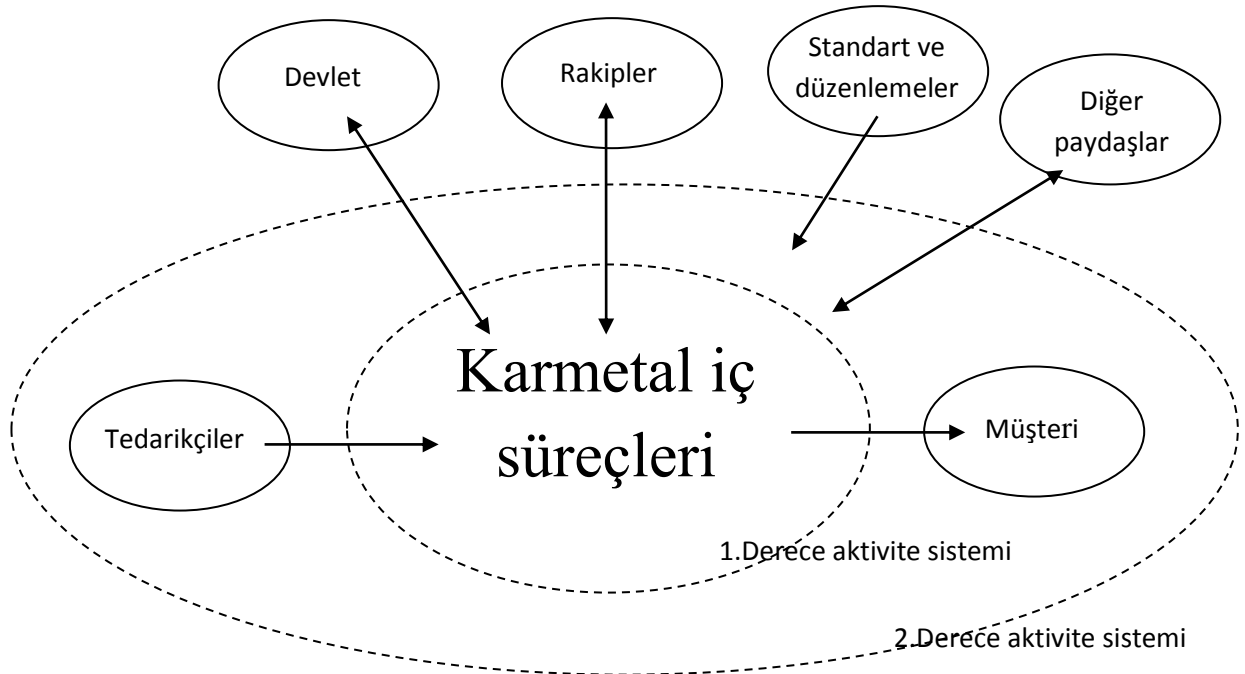 Devlet
Rakipler
Standart ve
düzenlemeler
Diğer
paydaşlar
Karmetal iç
süreçleri
Tedarikçiler
Müşteri
1.Derece aktivite sistemi
2.Derece aktivite sistemi